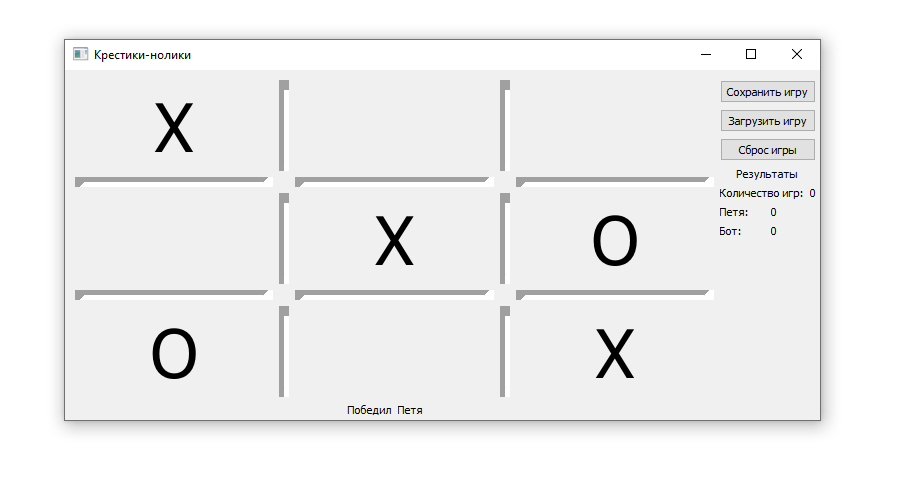 Крестики-нолики
Сохранить игру
Загрузить игру
Сброс игры
Результаты
Количество игр: 0
Петя: 0
Бот: 0
X
X O
O X
Победил Петя